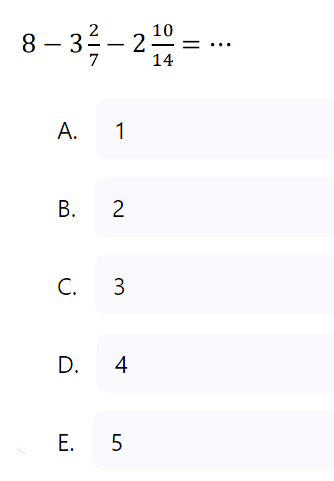 8 − 3 2/7 − 2 10/14 = ⋯
A. 1
B. 2
C. 3
D. 4
E. 5